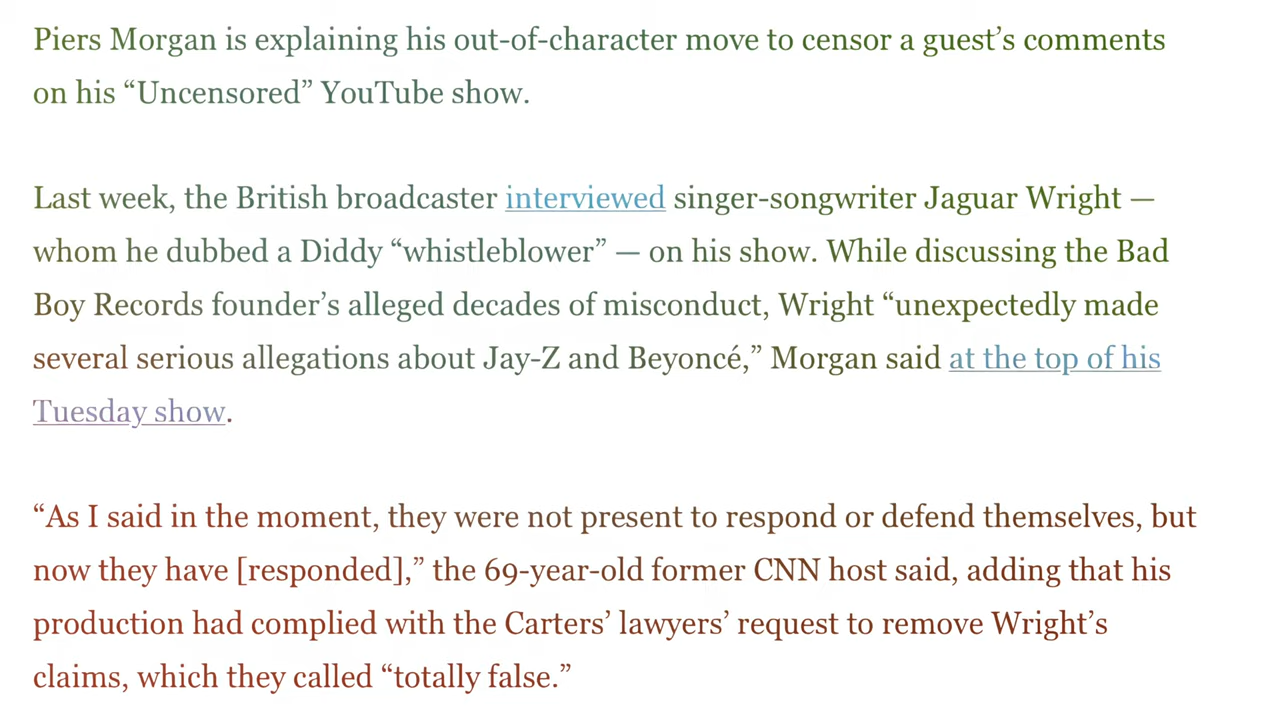 Piers Morgan is explaining his out-of-character move to censor a guest’s comments
on his “Uncensored” YouTube show.
Last week, the British broadcaster interviewed singer-songwriter Jaguar Wright —
whom he dubbed a Diddy “whistleblower” — on his show. While discussing the Bad
Boy Records founder’s alleged decades of misconduct, Wright “unexpectedly made
several serious allegations about Jay-Z and Beyoncé,” Morgan said at the top of his
Tuesday show.
“As I said in the moment, they were not present to respond or defend themselves, but
now they have [responded],” the 69-year-old former CNN host said, adding that his
production had complied with the Carters’ lawyers’ request to remove Wright’s
claims, which they called “totally false.”